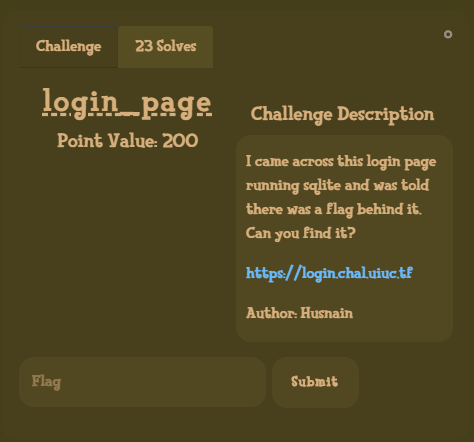 Challenge
23 Solves
login_page
Point Value: 200
Challenge Description
I came across this login page
running sqlite and was told
there was a flag behind it.
Can you find it?
https://login.chal.uiuc.tf
Author: Husnain
Flag
Submit